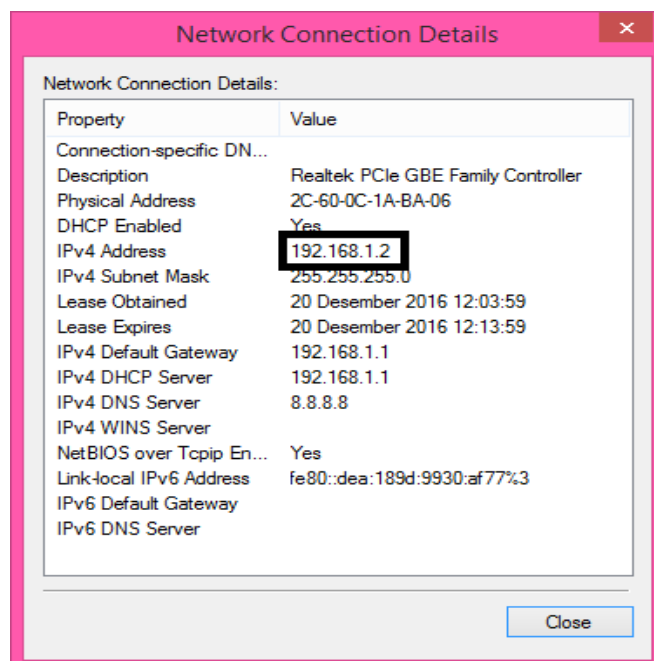 Network Connection Details
Network Connection Details:
Property Value
Connection-specific DN...
Description Realtek PCIe GBE Family Controller
Physical Address 2C-60-0C-1A-BA-06
DHCP Enabled Yes
IPv4 Address 192.168.1.2
IPv4 Subnet Mask 255.255.255.0
Lease Obtained 20 Desember 2016 12:03:59
Lease Expires 20 Desember 2016 12:13:59
IPv4 Default Gateway 192.168.1.1
IPv4 DHCP Server 192.168.1.1
IPv4 DNS Server 8.8.8.8
IPv4 WINS Server
NetBIOS over Tcpip En... Yes
Link-local IPv6 Address fe80::dea:189d:9930:af77%3
IPv6 Default Gateway
IPv6 DNS Server
Close